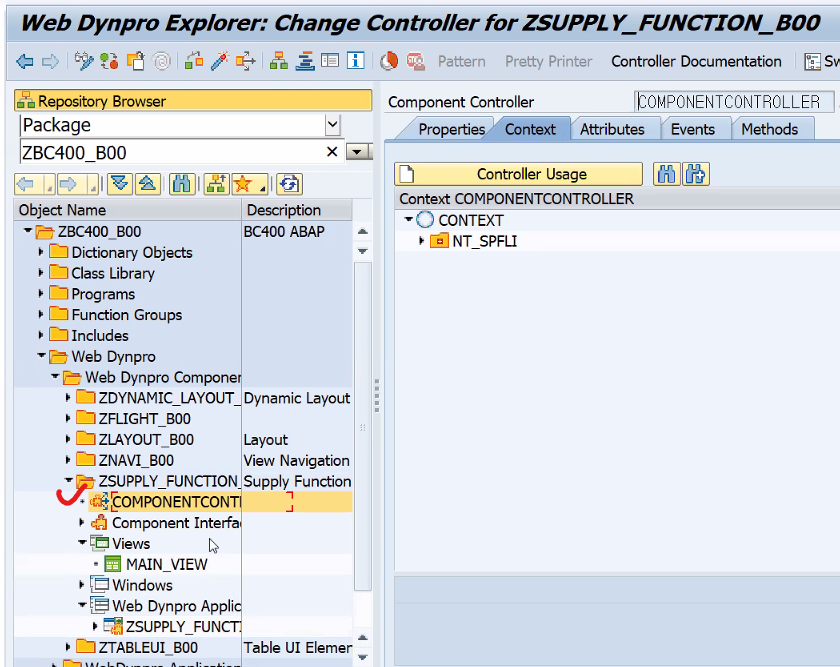 Web Dynpro Explorer: Change Controller for ZSUPPLY_FUNCTION_B00
Pattern Pretty Printer Controller Documentation Sw
Repository Browser
Package
ZBC400_B00
Object Name Description
ZBC400_B00 BC400 ABAP
Dictionary Objects
Class Library
Programs
Function Groups
Includes
Web Dynpro
Web Dynpro Componen
ZDYNAMIC_LAYOUT_ Dynamic Layout
ZFLIGHT_B00
ZLAYOUT_B00 Layout
ZNAVI_B00 View Navigation
ZSUPPLY_FUNCTION_ Supply Function
COMPONENTCONTI
Component Interfa
Views
MAIN_VIEW
Windows
Web Dynpro Applic
ZSUPPLY_FUNCTI
ZTABLEUI_B00 Table UI Elemen
WebDynpro Application
Component Controller COMPONENTCONTROLLER
Properties Context Attributes Events Methods
Controller Usage
Context COMPONENTCONTROLLER
CONTEXT
NT_SPFLI